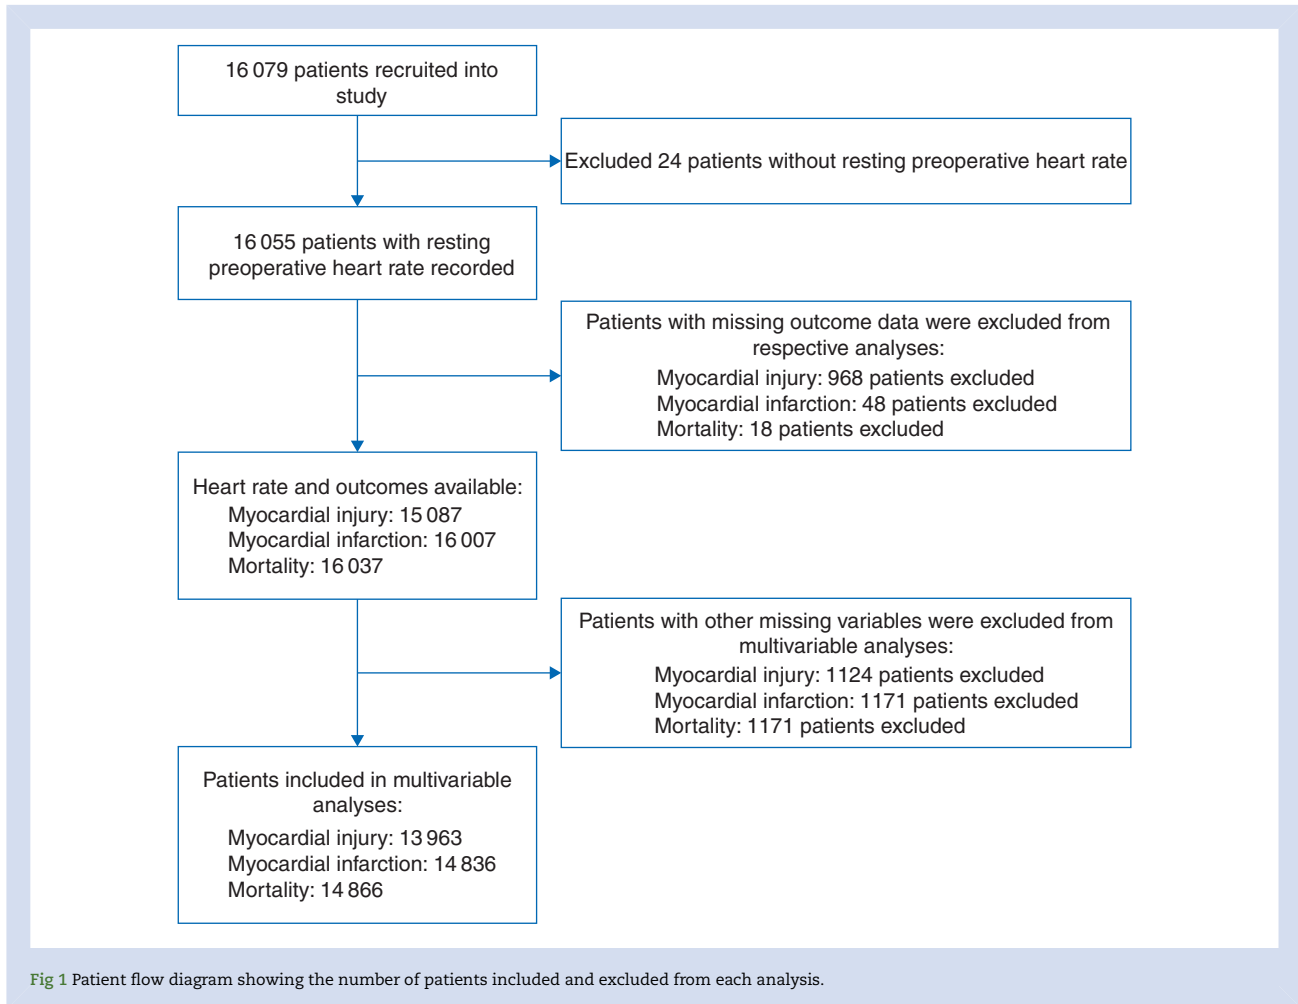 16 079 patients recruited into
study
Excluded 24 patients without resting preoperative heart rate
16 055 patients with resting
preoperative heart rate recorded
Patients with missing outcome data were excluded from
respective analyses:
Myocardial injury: 968 patients excluded
Myocardial infarction: 48 patients excluded
Mortality: 18 patients excluded
Heart rate and outcomes available:
Myocardial injury: 15 087
Myocardial infarction: 16 007
Mortality: 16 037
Patients with other missing variables were excluded from
multivariable analyses:
Myocardial injury: 1124 patients excluded
Myocardial infarction: 1171 patients excluded
Mortality: 1171 patients excluded
Patients included in multivariable
analyses:
Myocardial injury: 13 963
Myocardial infarction: 14 836
Mortality: 14 866
Fig 1 Patient flow diagram showing the number of patients included and excluded from each analysis.